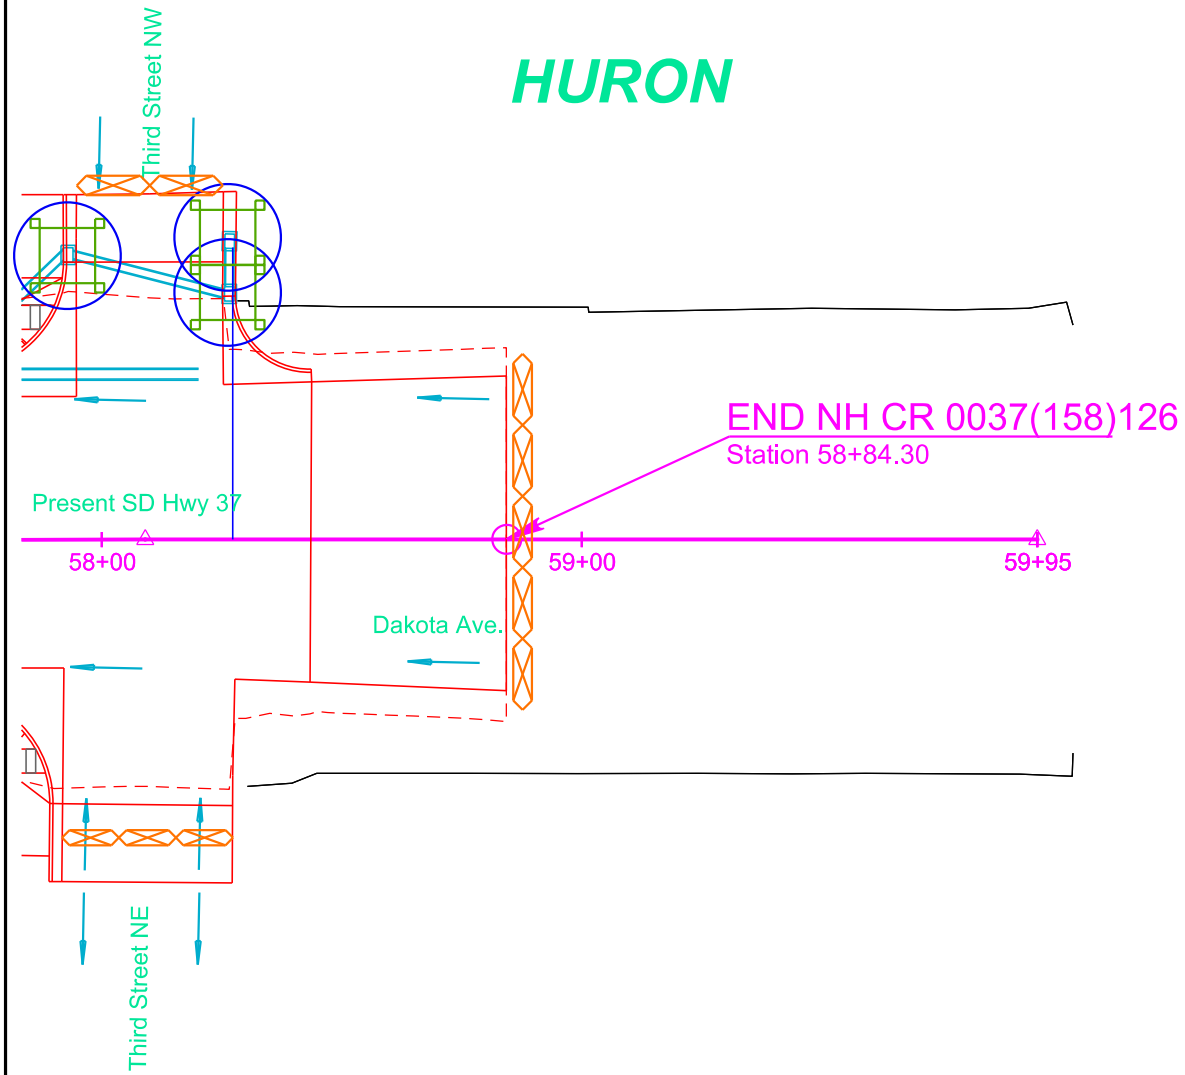 Third Street NW
HURON
END NH CR 0037(158)126
Station 58+84.30
Present SD Hwy 37
58+00
59+00
59+95
Dakota Ave.
Third Street NE